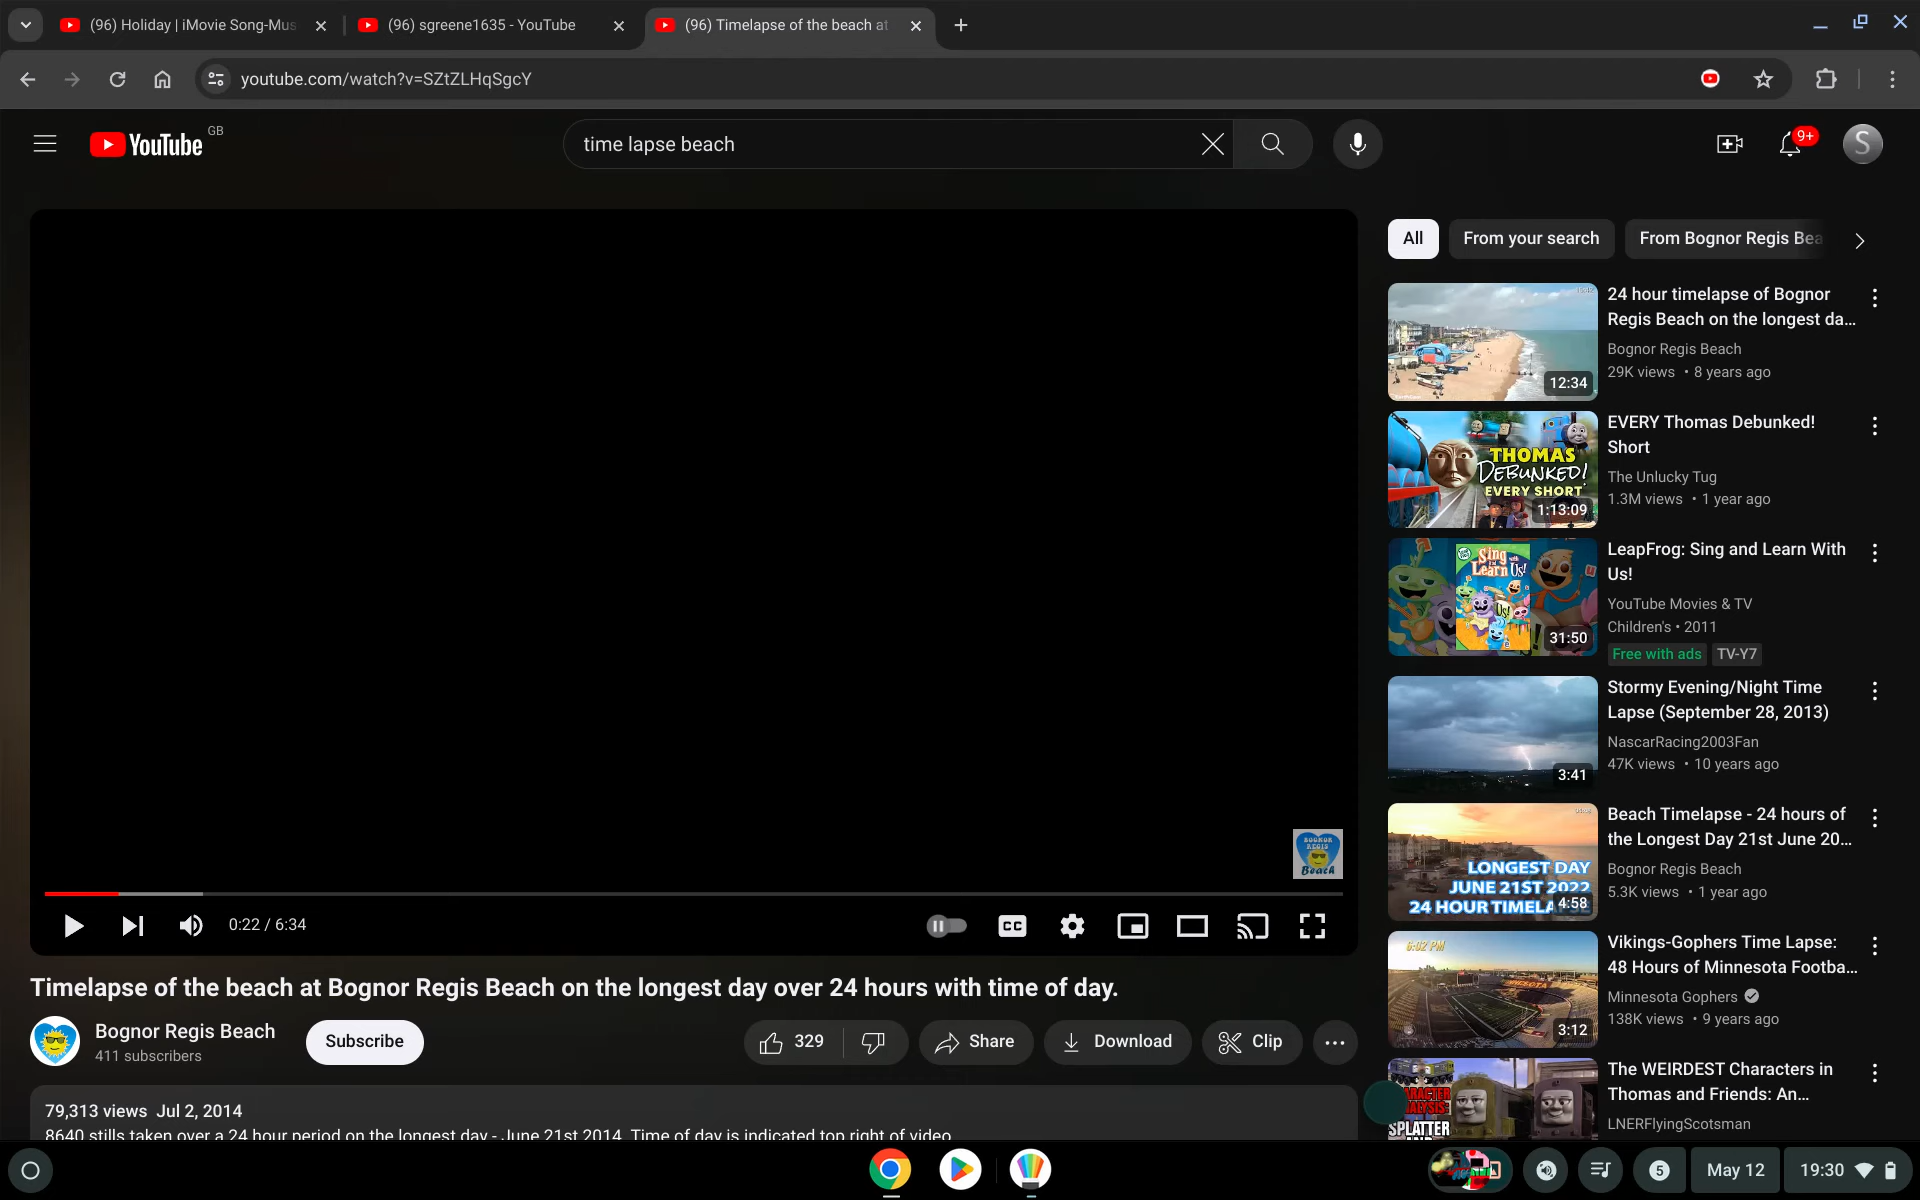 (96) Holiday | iMovie Song-Mus
(96) sgreene1635 - YouTube
(96) Timelapse of the beach at
youtube.com/watch?v=SZtZLHqSgcY
YouTube GB
time lapse beach
9+
S
All
From your search
From Bognor Regis Bea
24 hour timelapse of Bognor
Regis Beach on the longest da...
Bognor Regis Beach
29K views • 8 years ago
12:34
THOMAS
DEBUNKED!
EVERY SHORT
1:13:09
EVERY Thomas Debunked!
Short
The Unlucky Tug
1.3M views • 1 year ago
Sing and
Learn With
Us!
31:50
LeapFrog: Sing and Learn With
Us!
YouTube Movies & TV
Children's • 2011
Free with ads TV-Y7
3:41
Stormy Evening/Night Time
Lapse (September 28, 2013)
NascarRacing2003Fan
47K views • 10 years ago
LONGEST DAY
JUNE 21ST 2022
24 HOUR TIMELAPSE
4:58
Beach Timelapse - 24 hours of
the Longest Day 21st June 20...
Bognor Regis Beach
5.3K views • 1 year ago
6:02 PM
3:12
Vikings-Gophers Time Lapse:
48 Hours of Minnesota Footba...
Minnesota Gophers
138K views • 9 years ago
SPLATTER
The WEIRDEST Characters in
Thomas and Friends: An...
LNERFlyingScotsman
BOGNOR
REGIS
Beach
0:22 / 6:34
CC
Timelapse of the beach at Bognor Regis Beach on the longest day over 24 hours with time of day.
Bognor Regis Beach
411 subscribers
Subscribe
329
Share
Download
Clip
79,313 views Jul 2, 2014
8640 stills taken over a 24 hour period on the longest day - June 21st 2014. Time of day is indicated top right of video
5
May 12
19:30